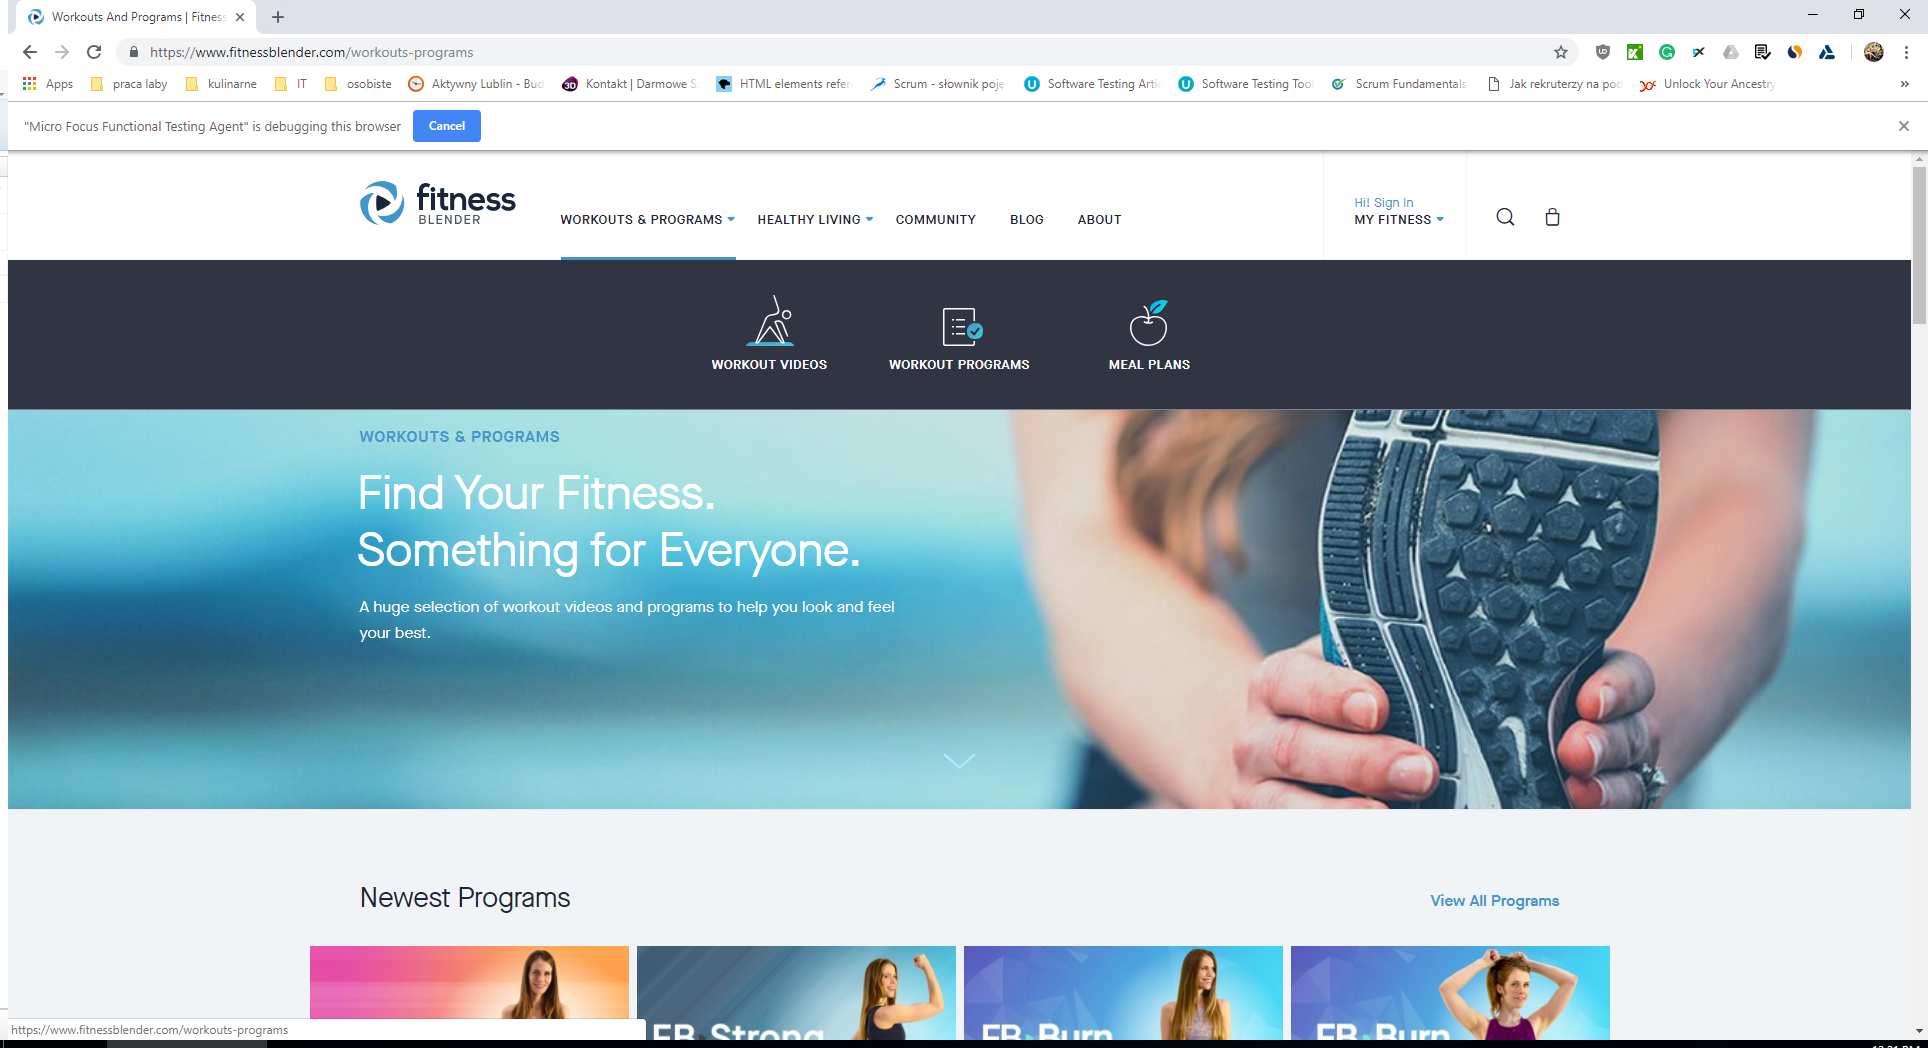 Workouts And Programs | Fitness
https://www.fitnessblender.com/workouts-programs
Apps praca laby kulinarne IT osobiste Aktywny Lublin - Bud Kontakt | Darmowe S HTML elements refer Scrum - słownik poję Software Testing Artic Software Testing Tool Scrum Fundamentals Jak rekruterzy na pod Unlock Your Ancestry
"Micro Focus Functional Testing Agent" is debugging this browser Cancel
fitness
BLENDER
Hi! Sign In
WORKOUTS & PROGRAMS HEALTHY LIVING COMMUNITY BLOG ABOUT MY FITNESS
WORKOUT VIDEOS WORKOUT PROGRAMS MEAL PLANS
WORKOUTS & PROGRAMS
Find Your Fitness.
Something for Everyone.
A huge selection of workout videos and programs to help you look and feel
your best.
Newest Programs View All Programs
FB Strong FB Burn FB Burn
https://www.fitnessblender.com/workouts-programs